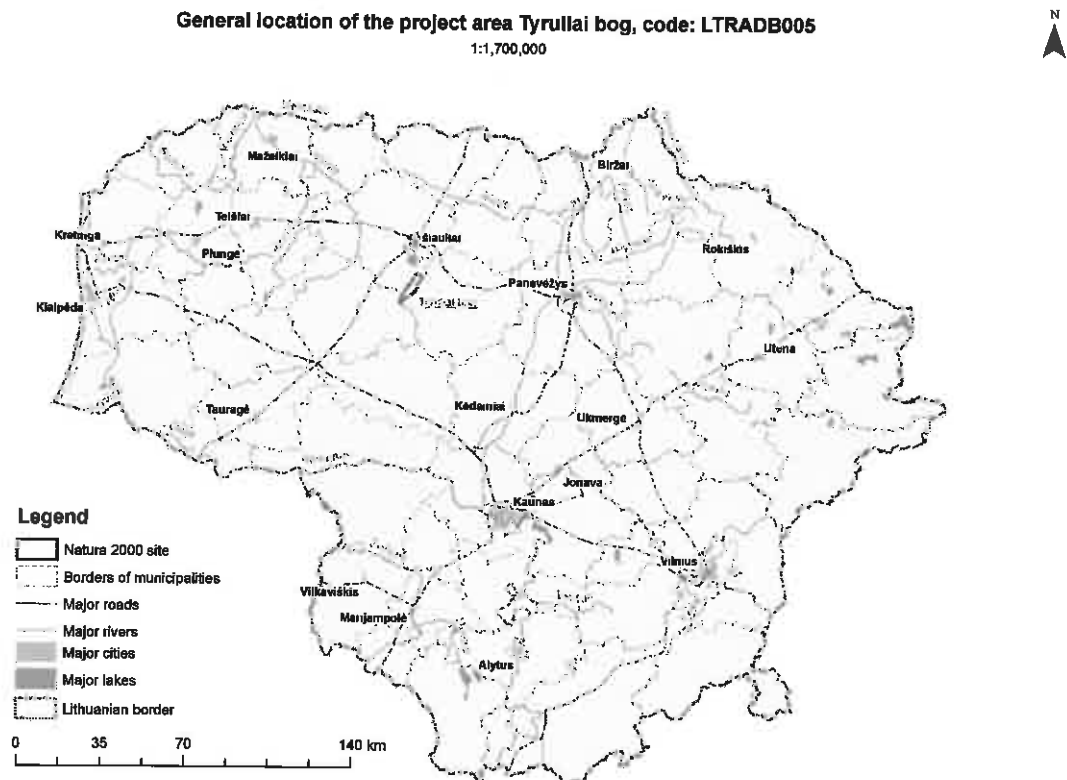 General location of the project area Tyruliai bog, code: LTRADB005
1:1,700,000
N
Mažeikiai
Biržai
Telšiai
Kretinga
Šiauliai
Plungė
Rokiškis
Panevėžys
Klaipėda
Utena
Tauragė
Kėdainiai
Ukmergė
Jonava
Kaunas
Vilnius
Vilkaviškis
Marijampolė
Alytus
Legend
Natura 2000 site
Borders of municipalities
Major roads
Major rivers
Major cities
Major lakes
Lithuanian border
0 35 70 140 km